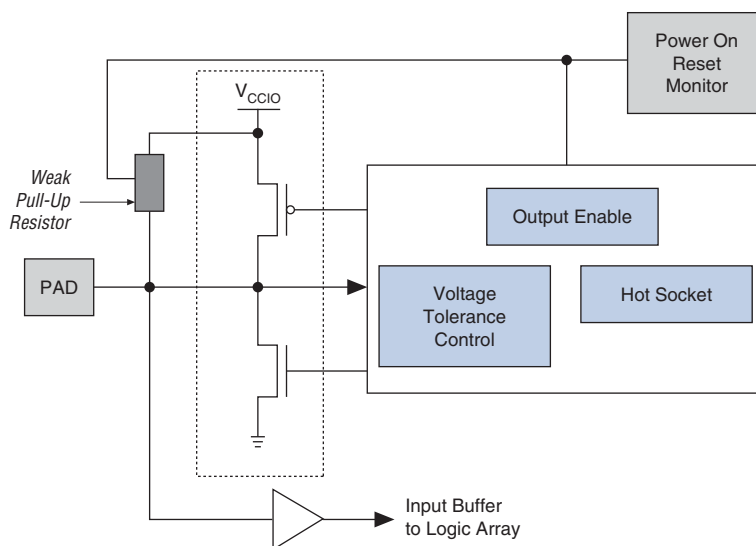 Power On
Reset
Monitor
VCCIO
Weak
Pull-Up
Resistor
Output Enable
PAD
Voltage
Tolerance
Control
Hot Socket
Input Buffer
to Logic Array